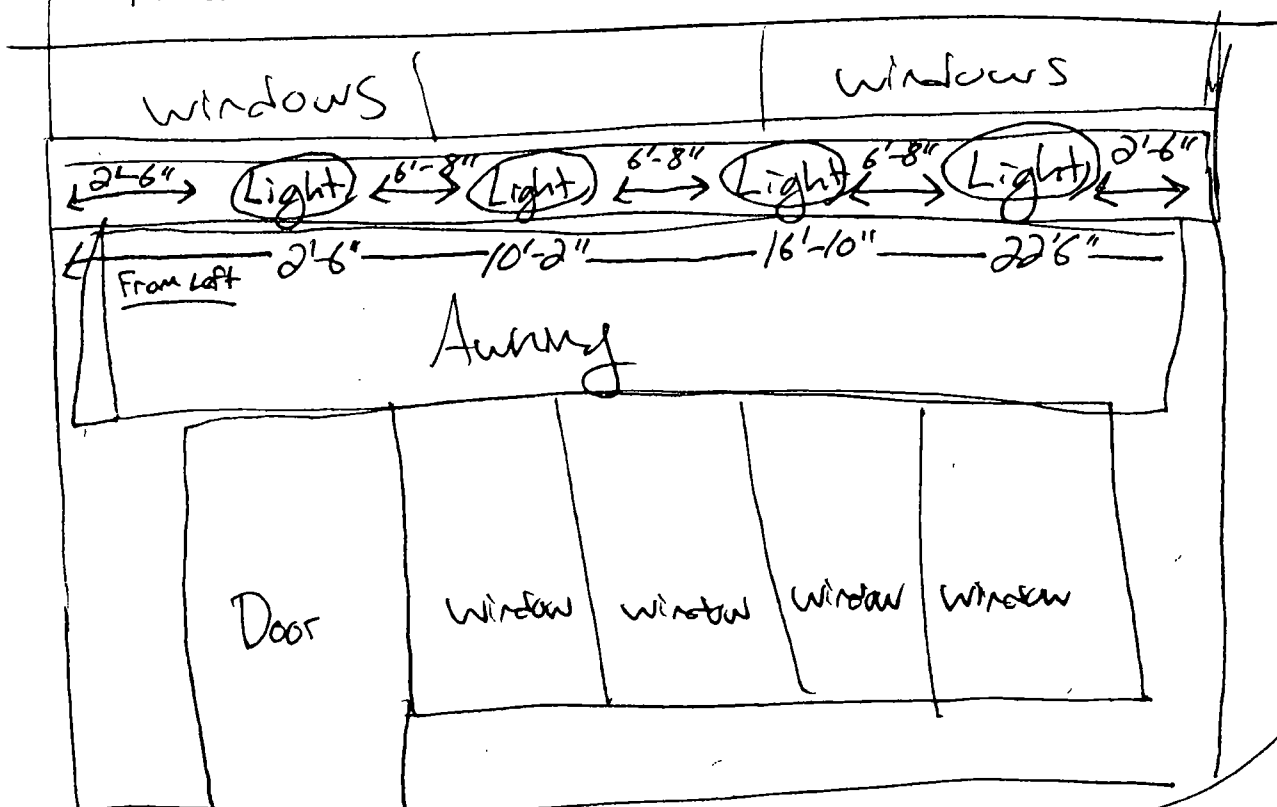 windows windows
2'-6" Light 6'-8" Light 6'-8" Light 6'-8" Light 2'-6"
2'-6" 10'-2" 16'-10" 22'6"
From Left
Awning
Door window window window window